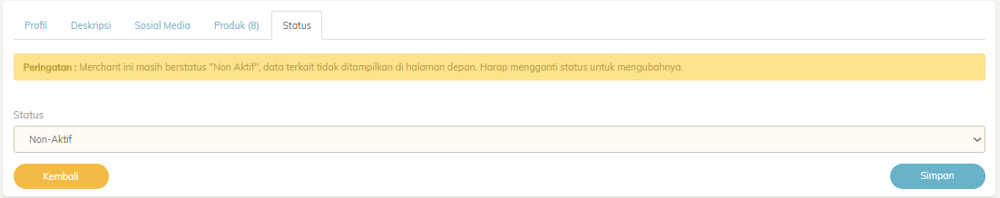 Profil Deskripsi Sosial Media Produk (8) Status
Peringatan : Merchant ini masih berstatus "Non Aktif", data terkait tidak ditampilkan di halaman depan. Harap mengganti status untuk mengubahnya.
Status
Non-Aktif
Kembali Simpan